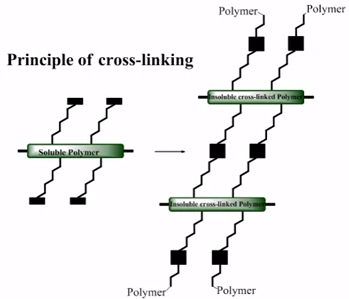 Polymer
Polymer
Principle of cross-linking
Insoluble cross-linked Polymer
Soluble Polymer
Insoluble cross-linked Polymer
Polymer
Polymer